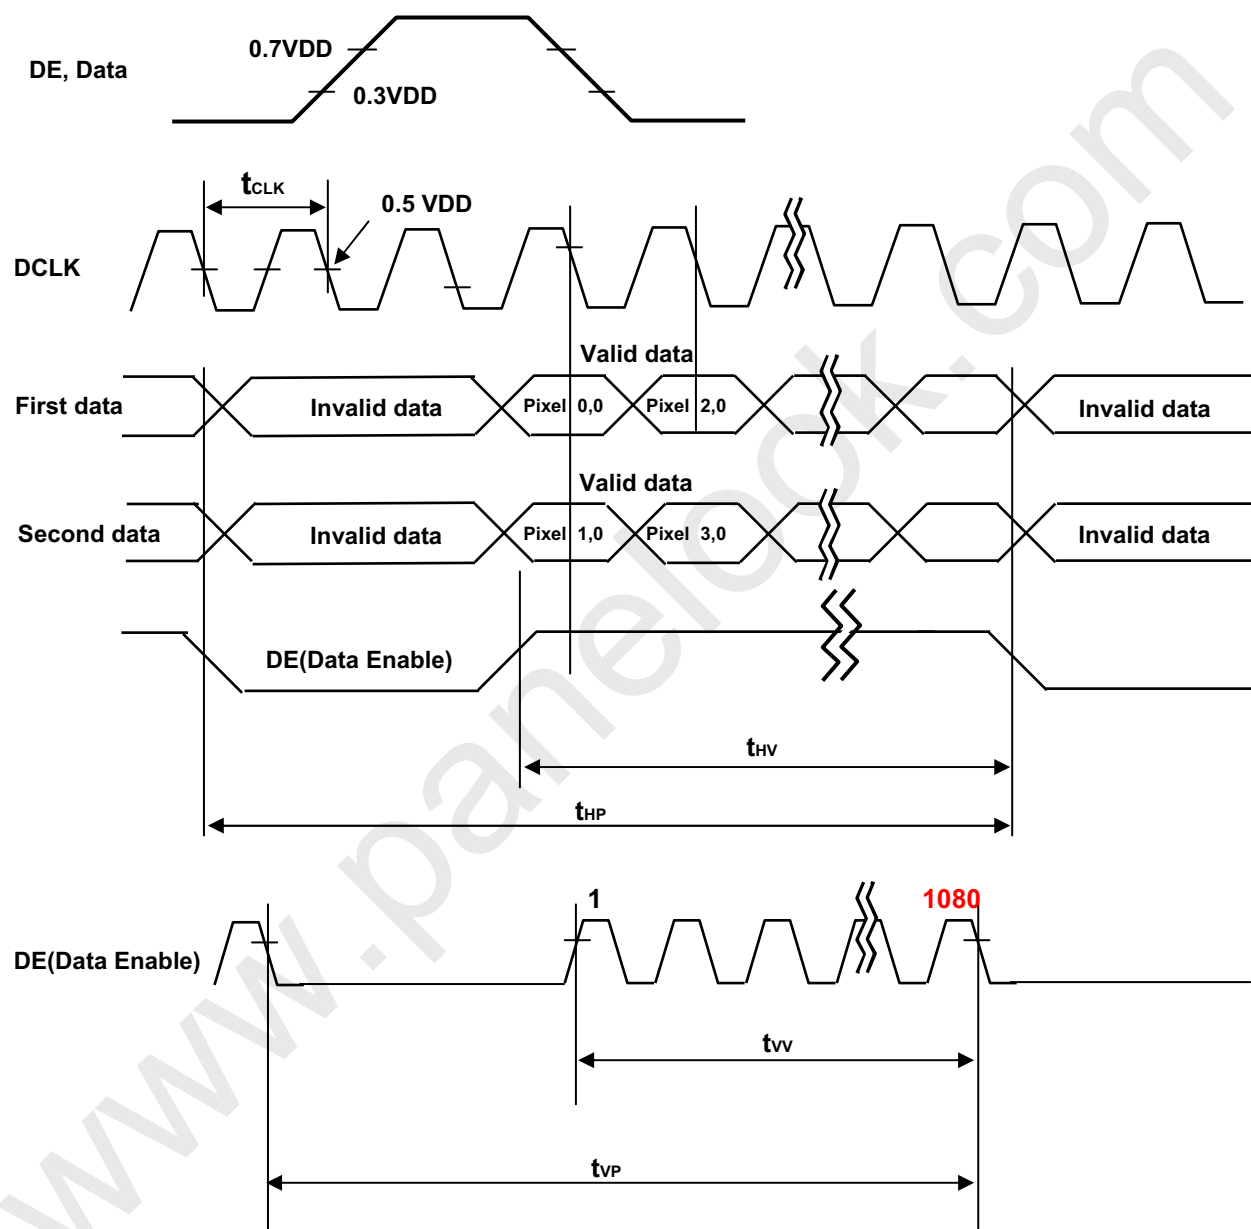 0.7VDD
DE, Data
0.3VDD
tCLK
0.5 VDD
DCLK
Valid data
First data
Invalid data
Pixel 0,0
Pixel 2,0
Invalid data
Valid data
Second data
Invalid data
Pixel 1,0
Pixel 3,0
Invalid data
DE(Data Enable)
tHV
tHP
1
1080
DE(Data Enable)
tVV
tVP
www.panelook.com